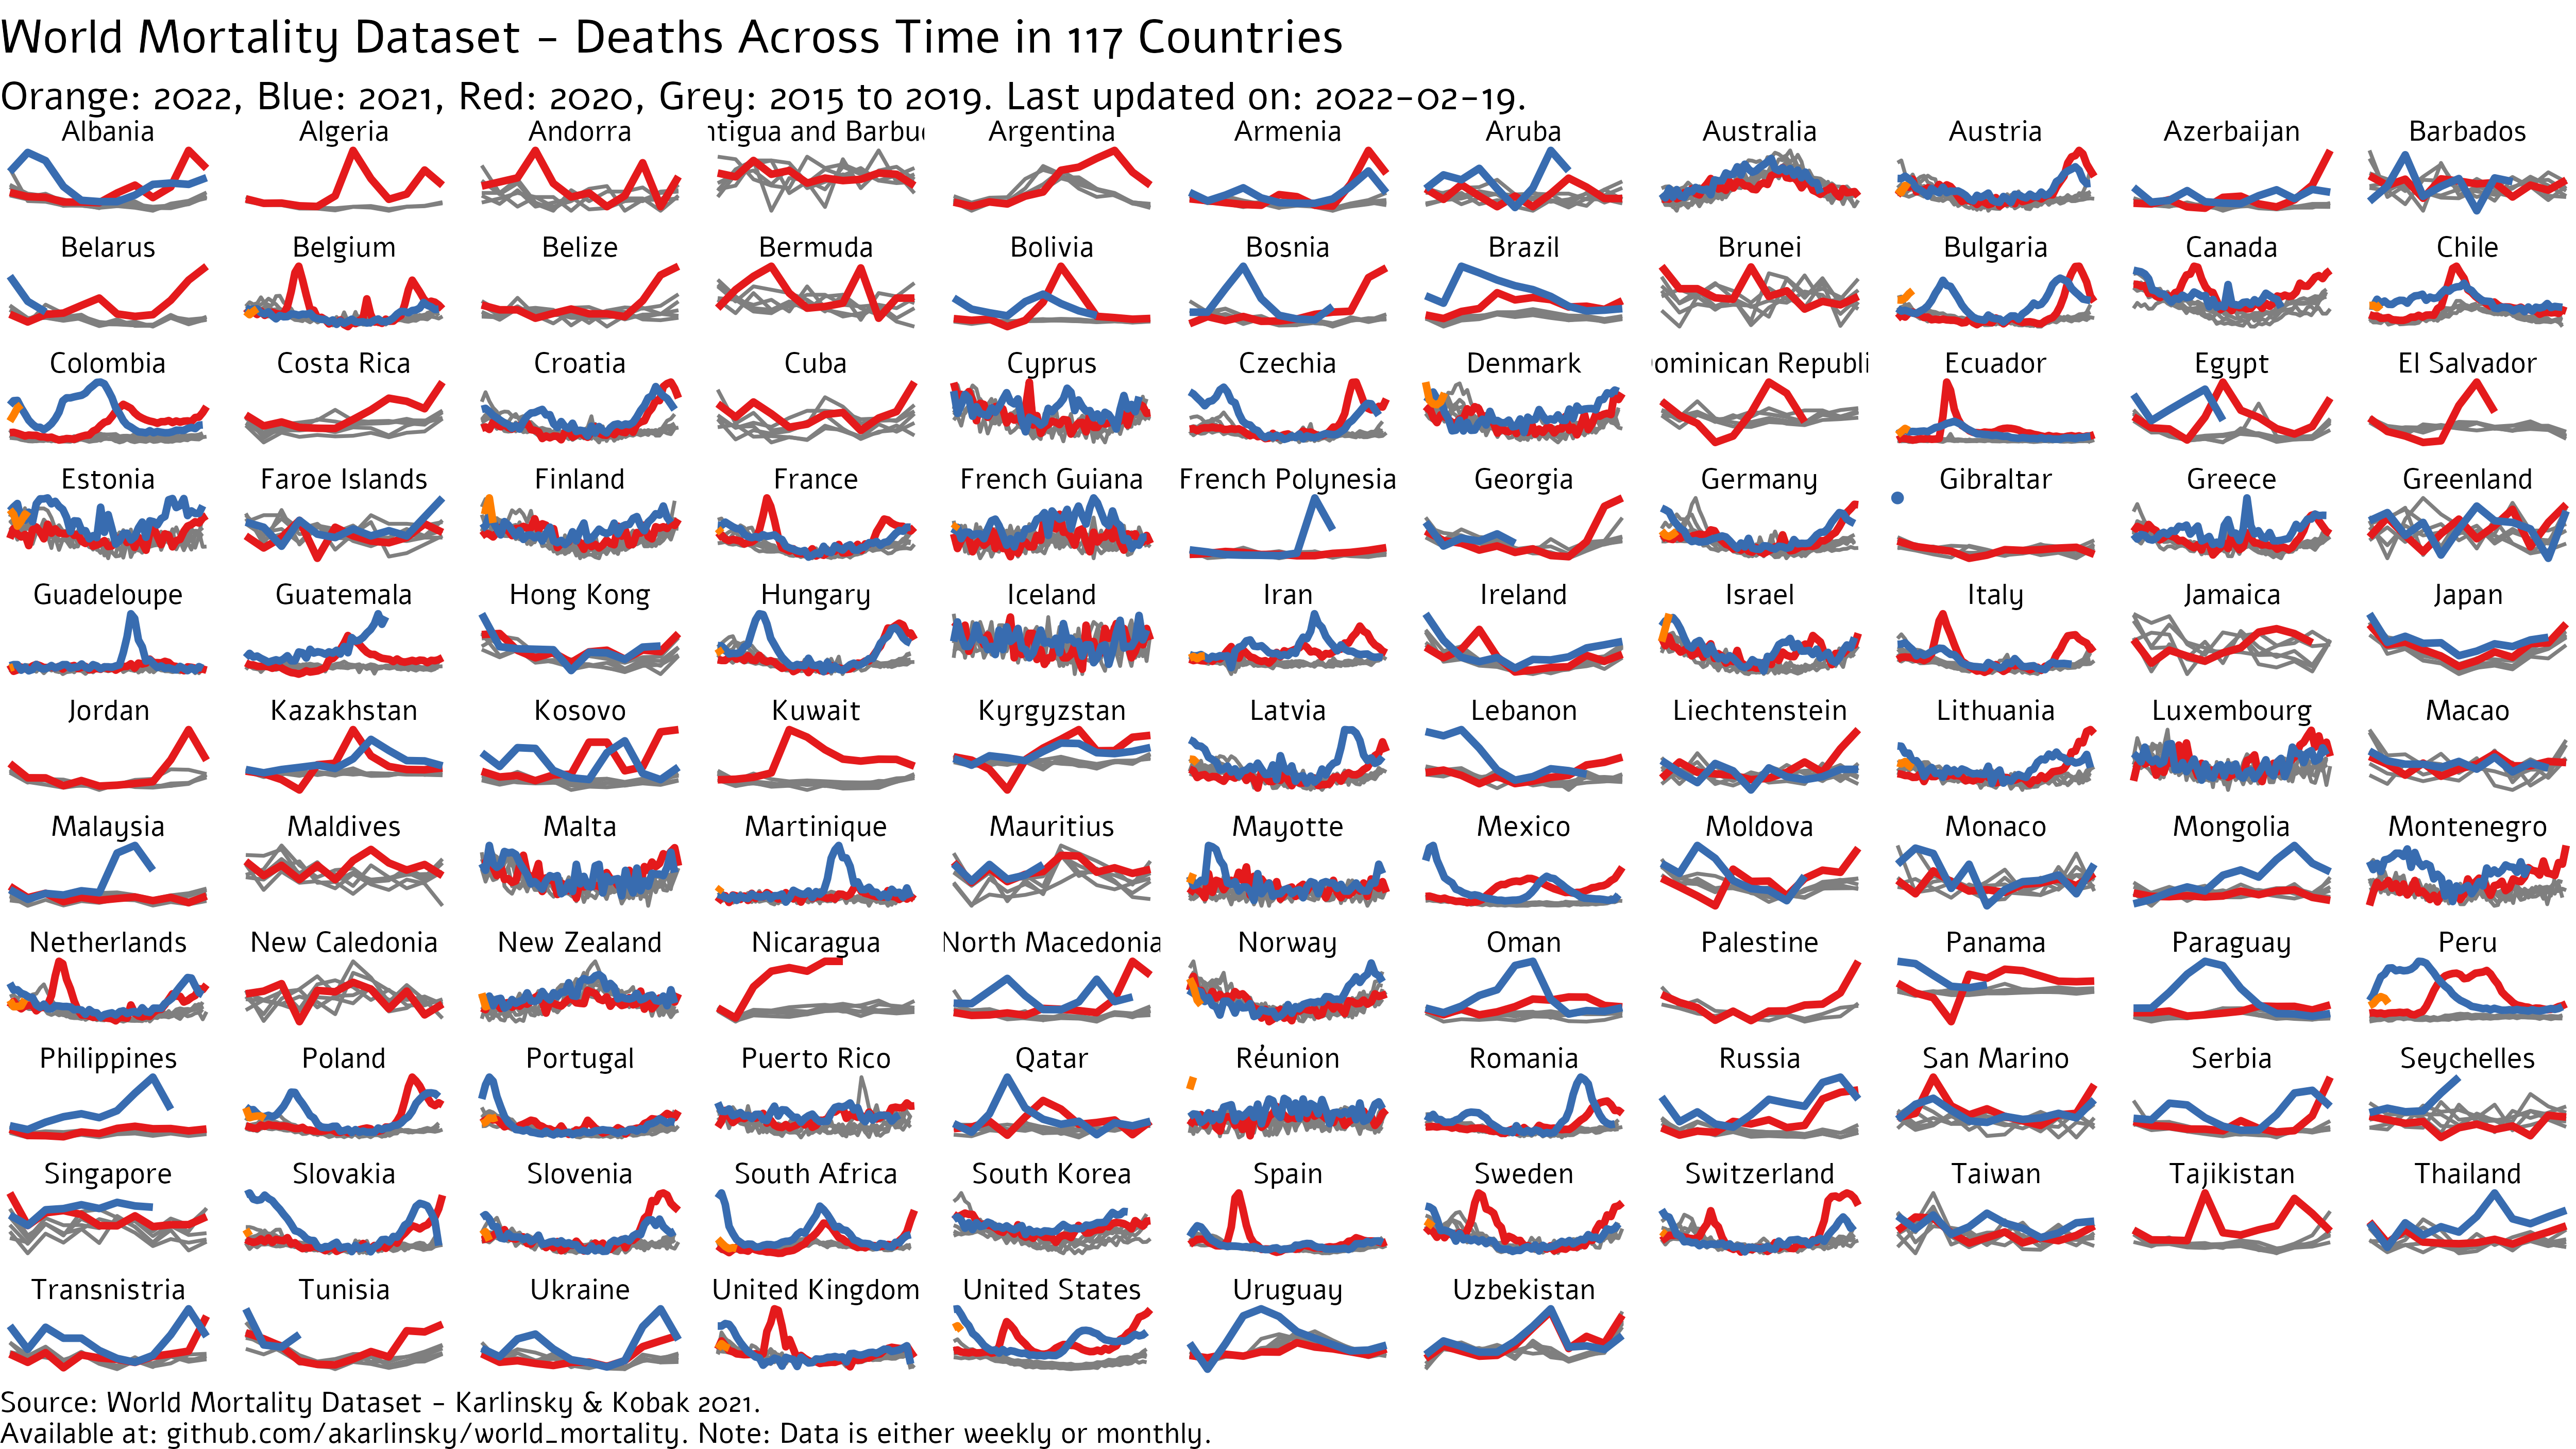 World Mortality Dataset - Deaths Across Time in 117 Countries
Orange: 2022, Blue: 2021, Red: 2020, Grey: 2015 to 2019. Last updated on: 2022-02-19.
Albania Algeria Andorra ntigua and Barbu Argentina Armenia Aruba Australia Austria Azerbaijan Barbados
Belarus Belgium Belize Bermuda Bolivia Bosnia Brazil Brunei Bulgaria Canada Chile
Colombia Costa Rica Croatia Cuba Cyprus Czechia Denmark ominican Republi Ecuador Egypt El Salvador
Estonia Faroe Islands Finland France French Guiana French Polynesia Georgia Germany Gibraltar Greece Greenland
Guadeloupe Guatemala Hong Kong Hungary Iceland Iran Ireland Israel Italy Jamaica Japan
Jordan Kazakhstan Kosovo Kuwait Kyrgyzstan Latvia Lebanon Liechtenstein Lithuania Luxembourg Macao
Malaysia Maldives Malta Martinique Mauritius Mayotte Mexico Moldova Monaco Mongolia Montenegro
Netherlands New Caledonia New Zealand Nicaragua North Macedonia Norway Oman Palestine Panama Paraguay Peru
Philippines Poland Portugal Puerto Rico Qatar Réunion Romania Russia San Marino Serbia Seychelles
Singapore Slovakia Slovenia South Africa South Korea Spain Sweden Switzerland Taiwan Tajikistan Thailand
Transnistria Tunisia Ukraine United Kingdom United States Uruguay Uzbekistan
Source: World Mortality Dataset - Karlinsky & Kobak 2021.
Available at: github.com/akarlinsky/world_mortality. Note: Data is either weekly or monthly.